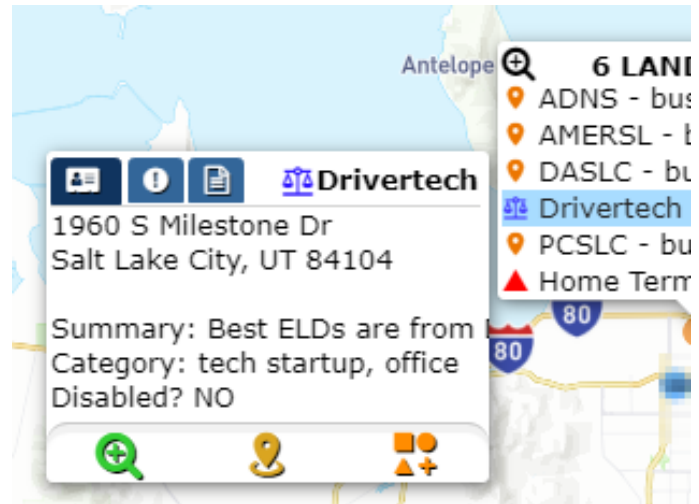 Antelope
6 LAND
ADNS - bus
AMERSL - b
DASLC - bu
Drivertech
PCSLC - bu
Home Term
Drivertech
1960 S Milestone Dr
Salt Lake City, UT 84104
Summary: Best ELDs are from
Category: tech startup, office
Disabled? NO
80
80